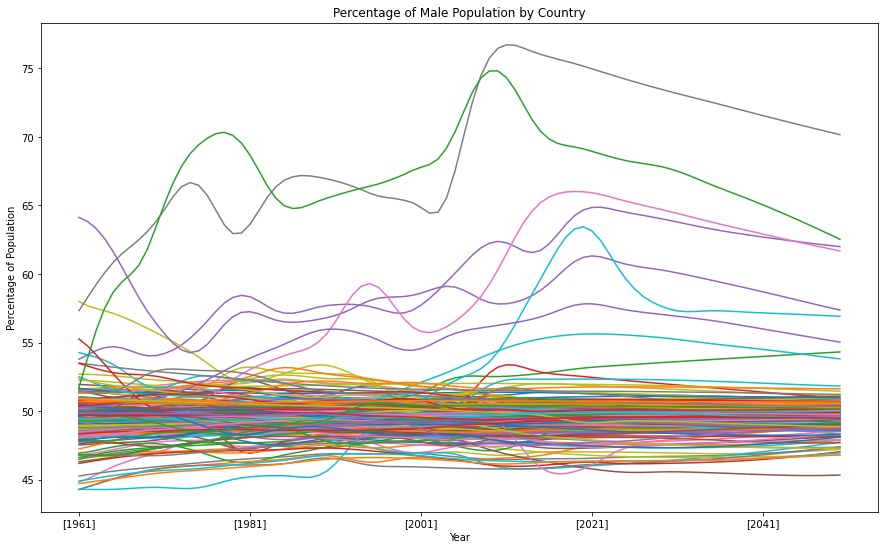 Percentage of Male Population by Country
75
70
65
60
55
50
45
Percentage of Population
[1961] [1981] [2001] [2021] [2041]
Year